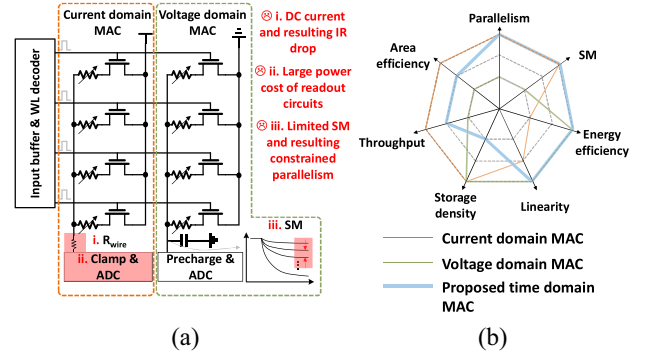 Current domain
MAC
Voltage domain
MAC
☹ i. DC current
and resulting IR
drop
☹ ii. Large power
cost of readout
circuits
☹ iii. Limited SM
and resulting
constrained
parallelism
Input buffer & WL decoder
i. Rwire
ii. Clamp &
ADC
Precharge &
ADC
iii. SM
(a)
Parallelism
SM
Energy
efficiency
Linearity
Storage
density
Throughput
Area
efficiency
Current domain MAC
Voltage domain MAC
Proposed time domain
MAC
(b)